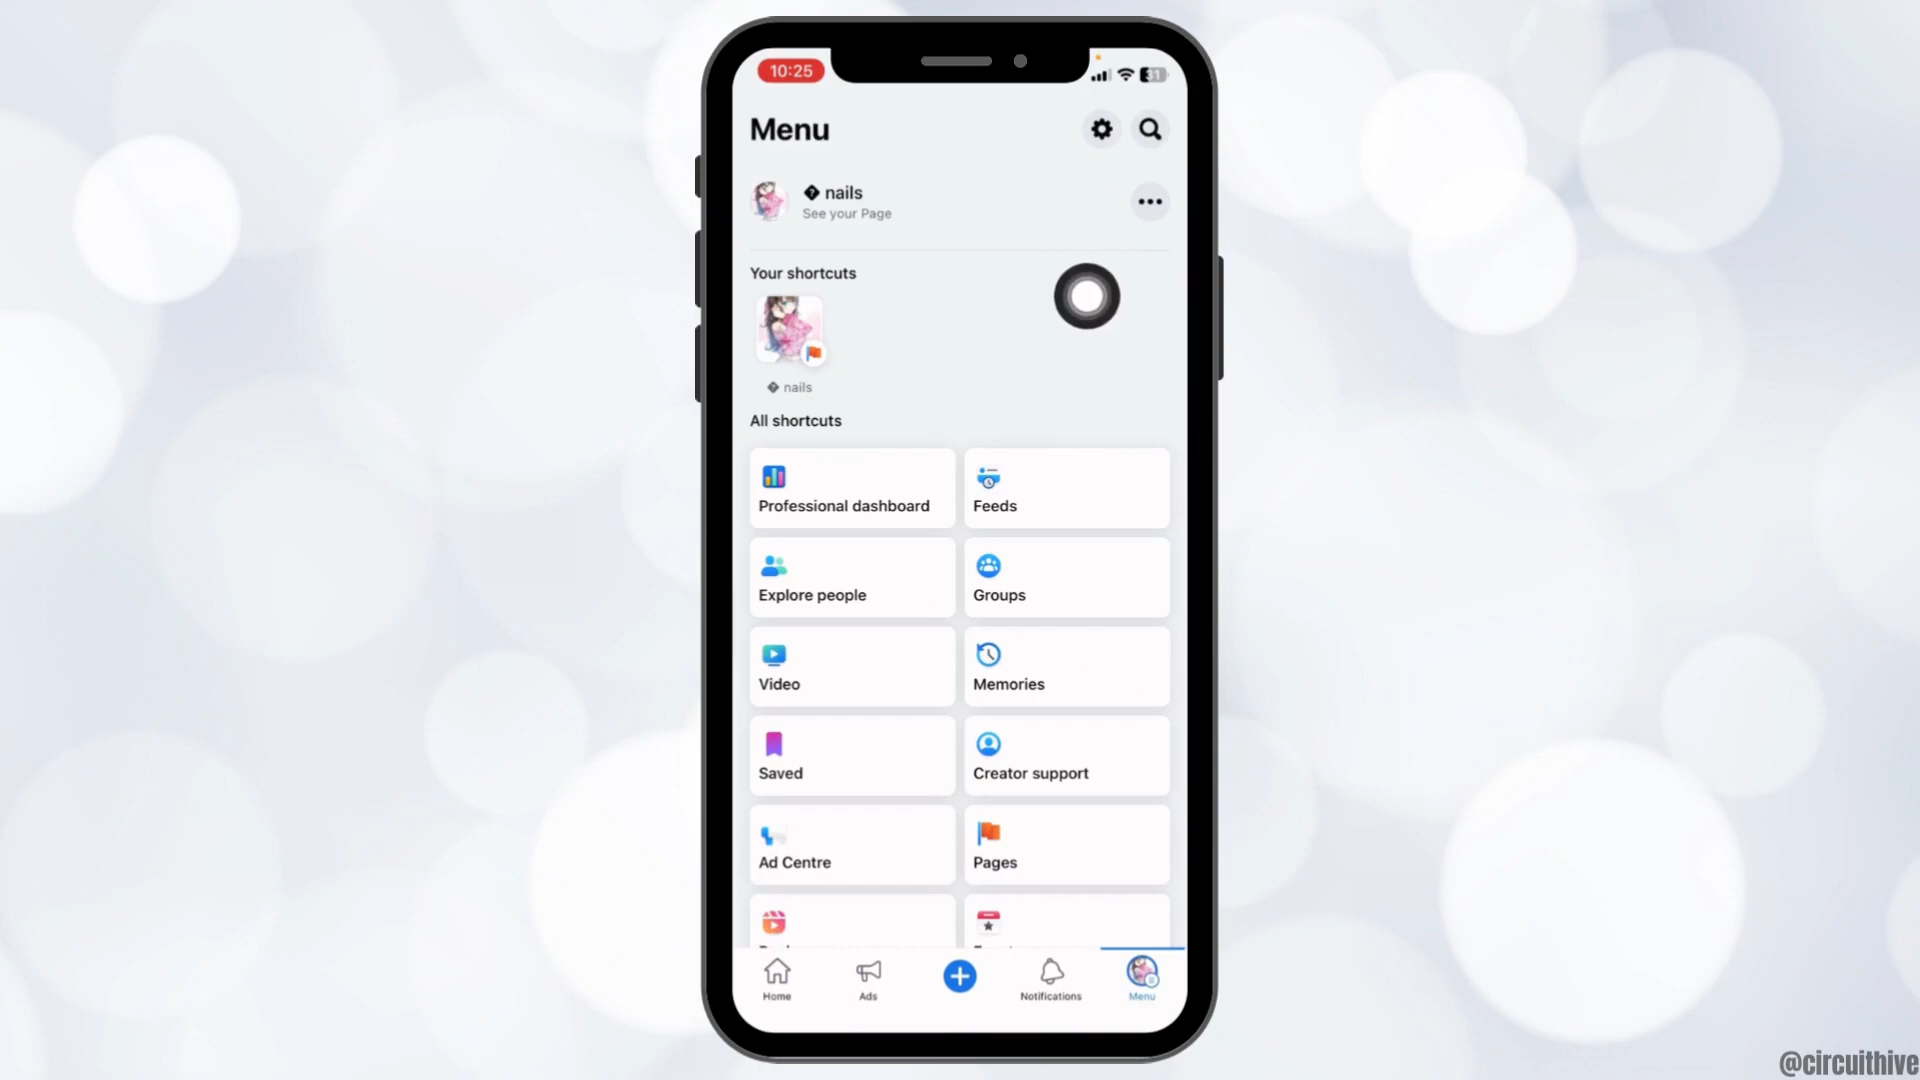 10:25
31
Menu
nails
See your Page
Your shortcuts
nails
All shortcuts
Professional dashboard
Feeds
Explore people
Groups
Video
Memories
Saved
Creator support
Ad Centre
Pages
Home
Ads
Notifications
Menu
@circuithive